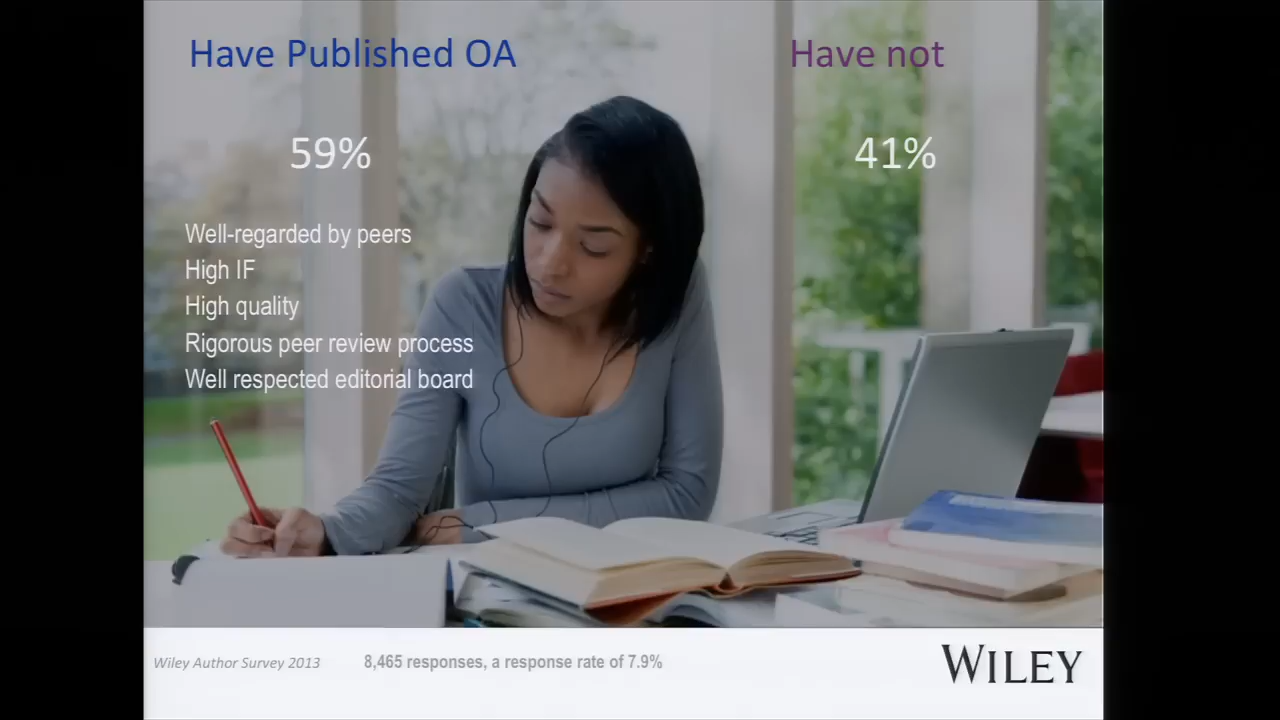 Have Published OA
Have not
59%
41%
Well-regarded by peers
High IF
High quality
Rigorous peer review process
Well respected editorial board
Wiley Author Survey 2013
8,465 responses, a response rate of 7.9%
WILEY